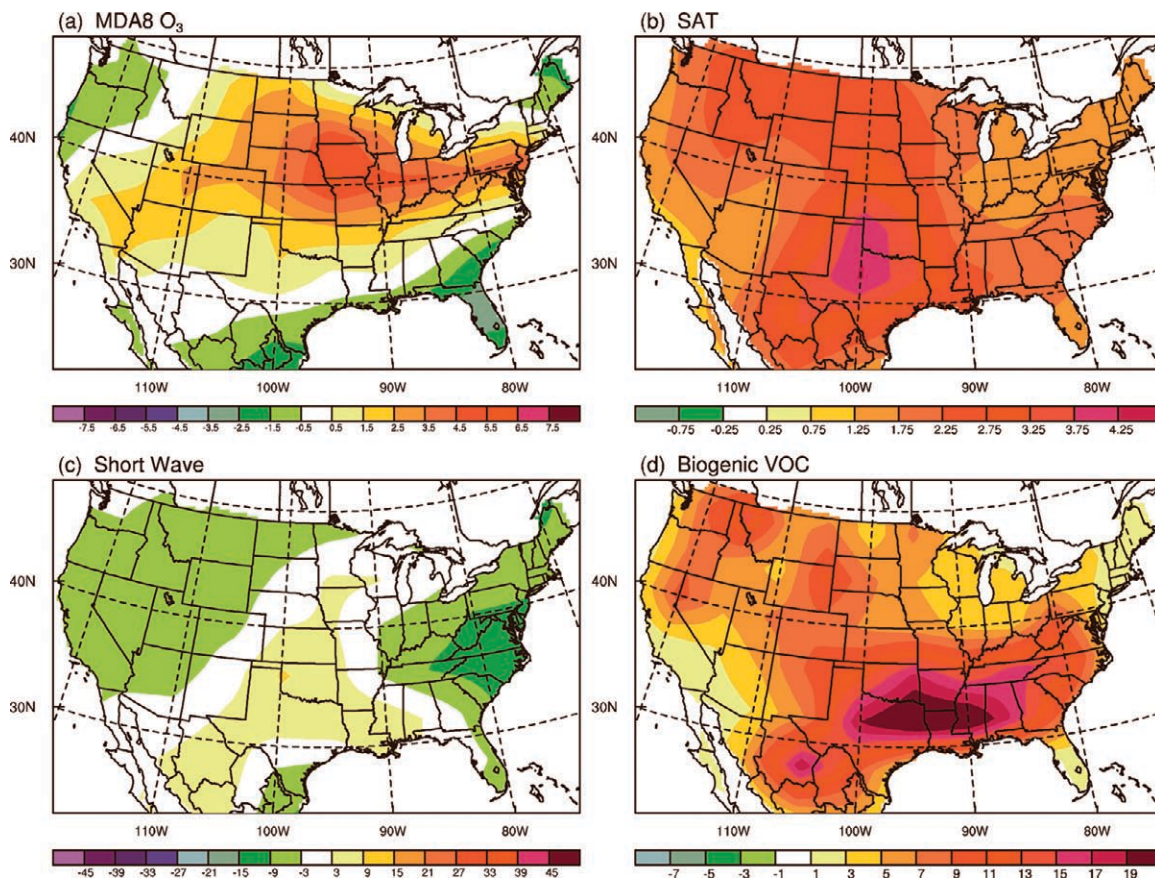 (a) MDA8 O₃
(b) SAT
40N
30N
110W 100W 90W 80W
-7.5 -6.5 -5.5 -4.5 -3.5 -2.5 -1.5 -0.5 0.5 1.5 2.5 3.5 4.5 5.5 6.5 7.5
40N
30N
110W 100W 90W 80W
-0.75 -0.25 0.25 0.75 1.25 1.75 2.25 2.75 3.25 3.75 4.25
(c) Short Wave
(d) Biogenic VOC
40N
30N
110W 100W 90W 80W
-45 -39 -33 -27 -21 -15 -9 -3 3 9 15 21 27 33 39 45
40N
30N
110W 100W 90W 80W
-7 -5 -3 -1 1 3 5 7 9 11 13 15 17 19